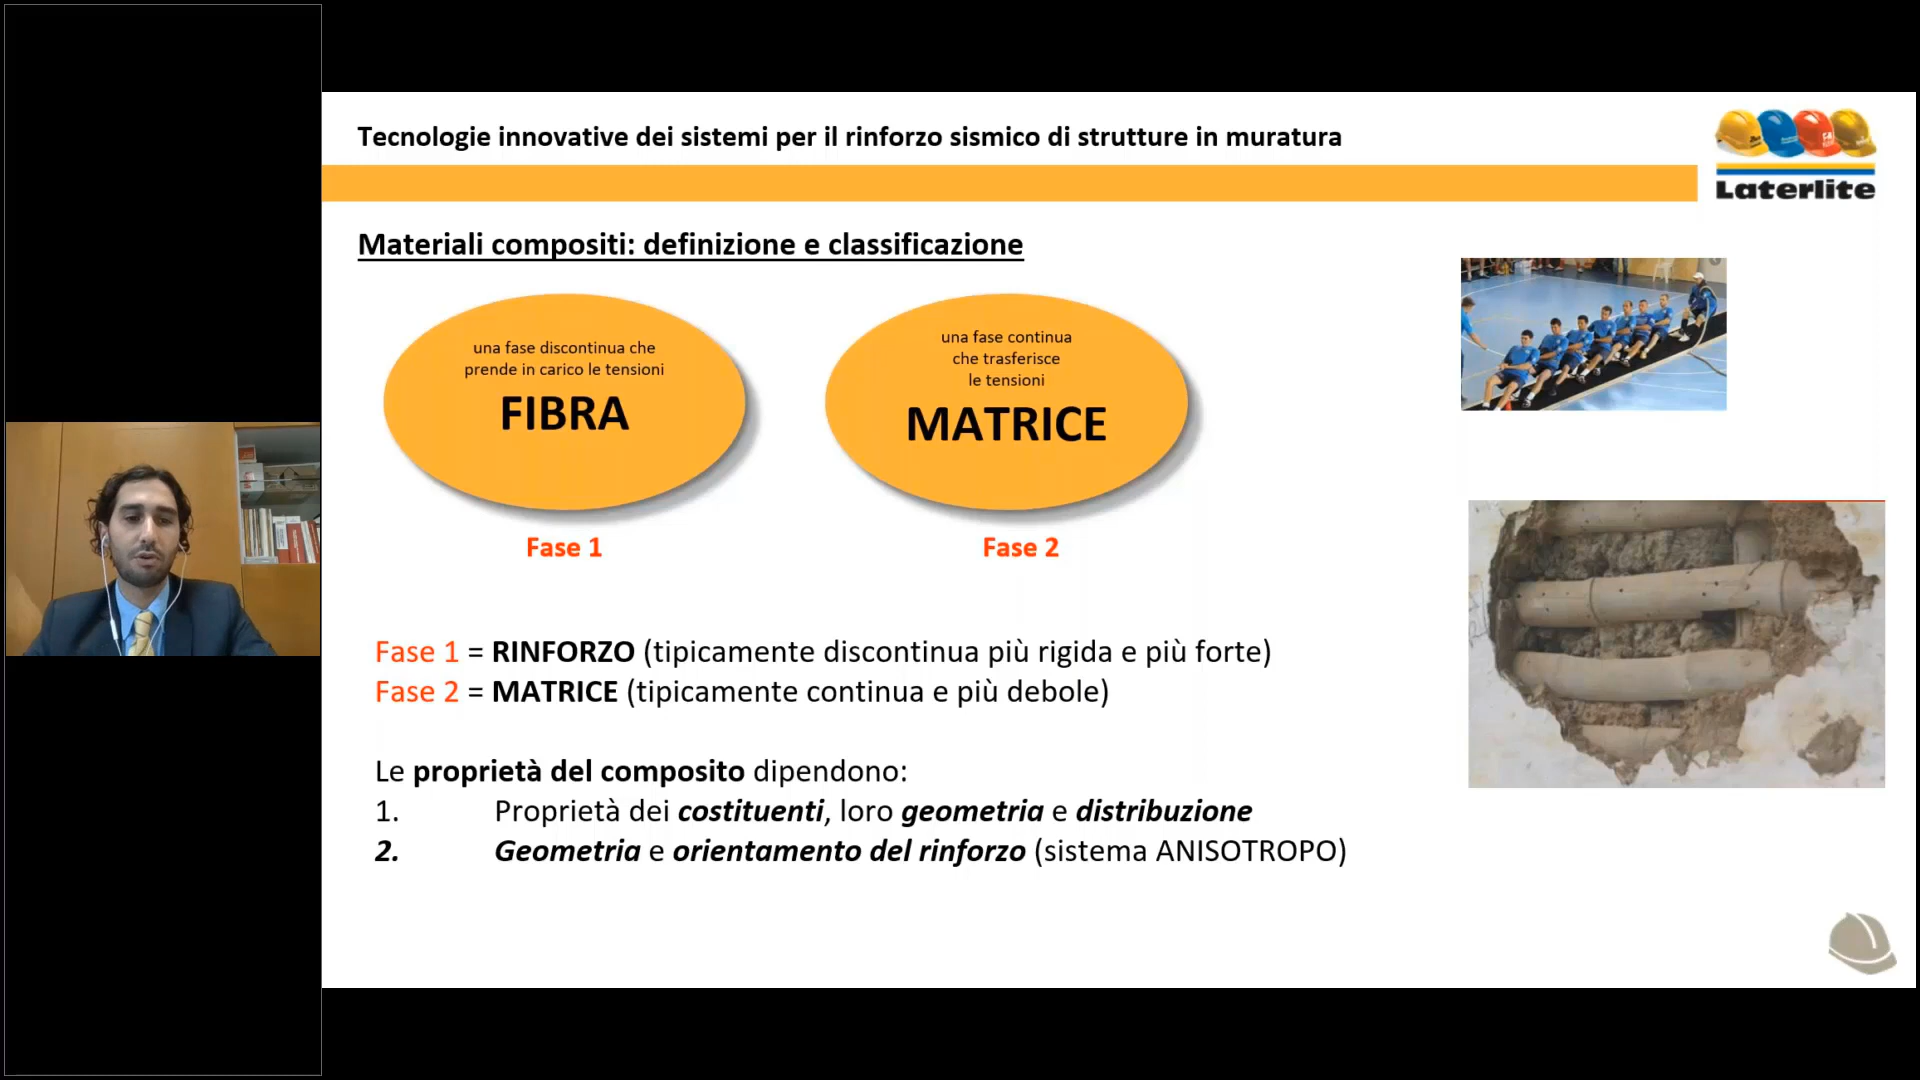 Tecnologie innovative dei sistemi per il rinforzo sismico di strutture in muratura
Laterlite
Materiali compositi: definizione e classificazione
una fase discontinua che
prende in carico le tensioni
FIBRA
una fase continua
che trasferisce
le tensioni
MATRICE
Fase 1
Fase 2
Fase 1 = RINFORZO (tipicamente discontinua più rigida e più forte)
Fase 2 = MATRICE (tipicamente continua e più debole)
Le proprietà del composito dipendono:
1. Proprietà dei costituenti, loro geometria e distribuzione
2. Geometria e orientamento del rinforzo (sistema ANISOTROPO)